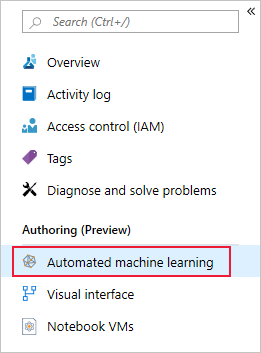 Search (Ctrl+/)
Overview
Activity log
Access control (IAM)
Tags
Diagnose and solve problems
Authoring (Preview)
Automated machine learning
Visual interface
Notebook VMs